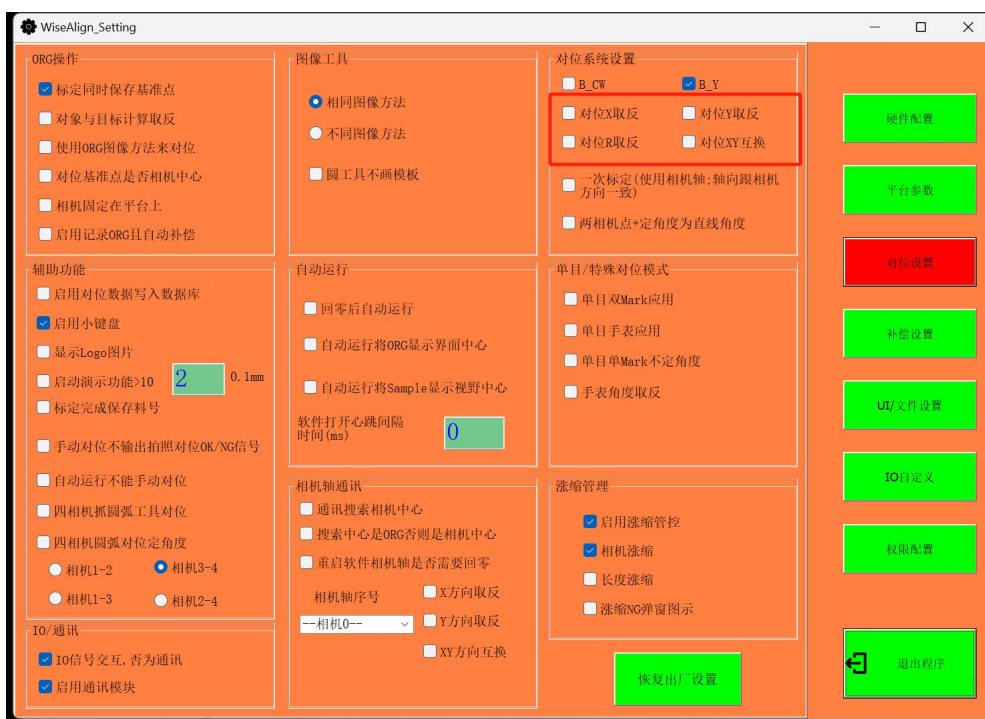 WiseAlign_Setting
ORG操作
标定同时保存基准点
对象与目标计算取反
使用ORG图像方法来对位
对位基准点是否相机中心
相机固定在平台上
启用记录ORG且自动补偿
图像工具
相同图像方法
不同图像方法
圆工具不画模板
对位系统设置
B_CW
B_Y
对位X取反
对位Y取反
对位R取反
对位XY互换
一次标定(使用相机轴;轴向跟相机
方向一致)
两相机点+定角度为直线角度
辅助功能
启用对位数据写入数据库
启用小键盘
显示Logo图片
启动演示功能>10
2
0.1mm
标定完成保存料号
手动对位不输出拍照对位OK/NG信号
自动运行不能手动对位
四相机抓圆弧工具对位
四相机圆弧对位定角度
相机1-2
相机3-4
相机1-3
相机2-4
自动运行
回零后自动运行
自动运行将ORG显示界面中心
自动运行将Sample显示视野中心
软件打开心跳间隔
时间(ms)
0
单目/特殊对位模式
单目双Mark应用
单目手表应用
单目单Mark不定角度
手表角度取反
相机轴通讯
通讯搜索相机中心
搜索中心是ORG否则是相机中心
重启软件相机轴是否需要回零
相机轴序号
--相机0--
X方向取反
Y方向取反
XY方向互换
涨缩管理
启用涨缩管控
相机涨缩
长度涨缩
涨缩NG弹窗图示
IO/通讯
IO信号交互,否为通讯
启用通讯模块
恢复出厂设置
硬件配置
平台参数
对位设置
补偿设置
UI/文件设置
IO自定义
权限配置
退出程序